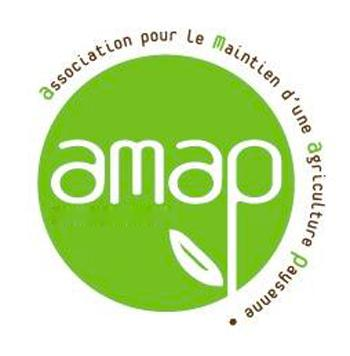 association pour le maintien d'une agriculture paysanne •
amap